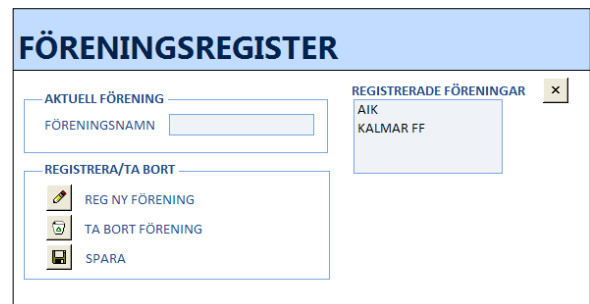 FÖRENINGSREGISTER
AKTUELL FÖRENING
FÖRENINGSNAMN
REGISTRERA/TA BORT
REG NY FÖRENING
TA BORT FÖRENING
SPARA
REGISTRERADE FÖRENINGAR
AIK
KALMAR FF